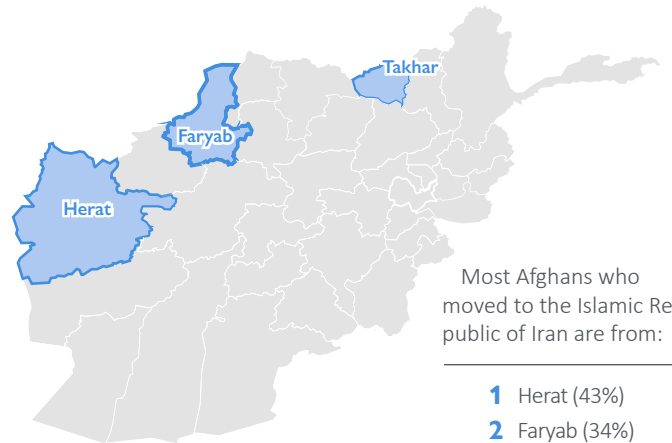 Takhar
Faryab
Herat
Most Afghans who
moved to the Islamic Re
public of Iran are from:
1 Herat (43%)
2 Faryab (34%)